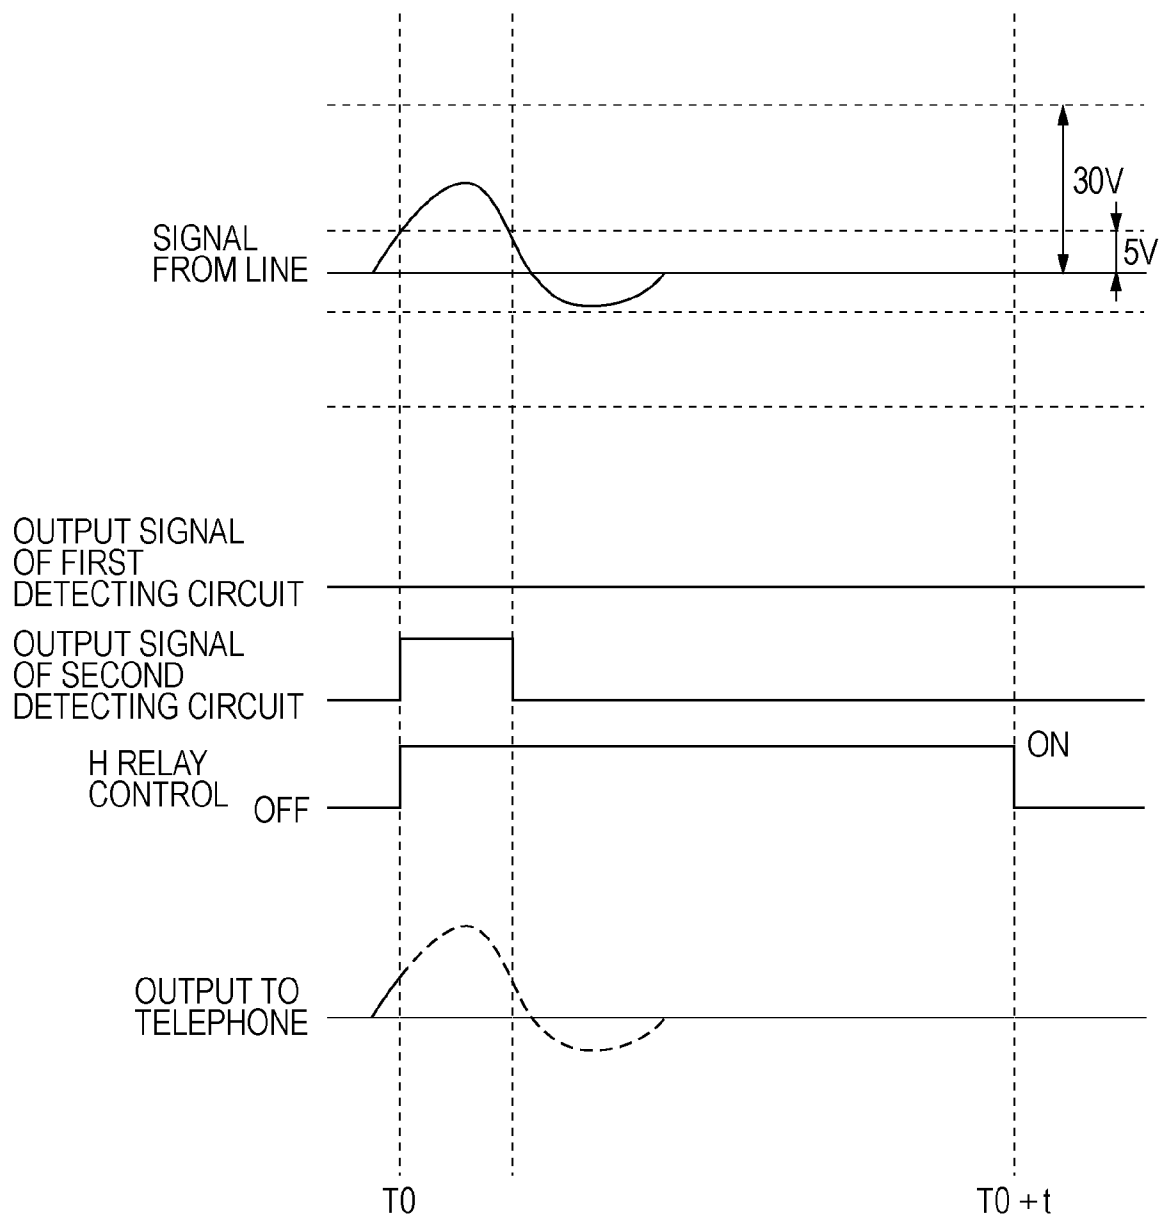 30V
SIGNAL
FROM LINE
5V
OUTPUT SIGNAL
OF FIRST
DETECTING CIRCUIT
OUTPUT SIGNAL
OF SECOND
DETECTING CIRCUIT
ON
H RELAY
CONTROL
OFF
OUTPUT TO
TELEPHONE
T0
T0 + t